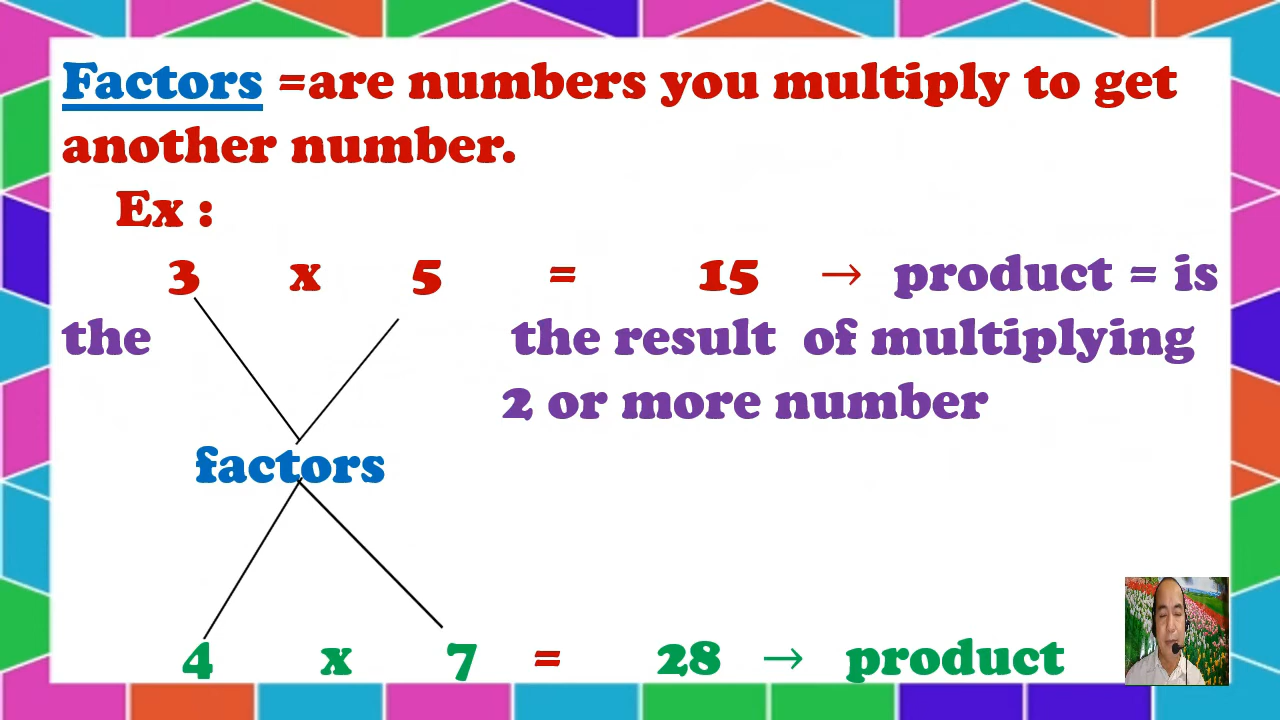 Factors =are numbers you multiply to get
another number.
Ex :
3 x 5 = 15 → product = is
the the result of multiplying
2 or more number
factors
4 x 7 = 28 → product